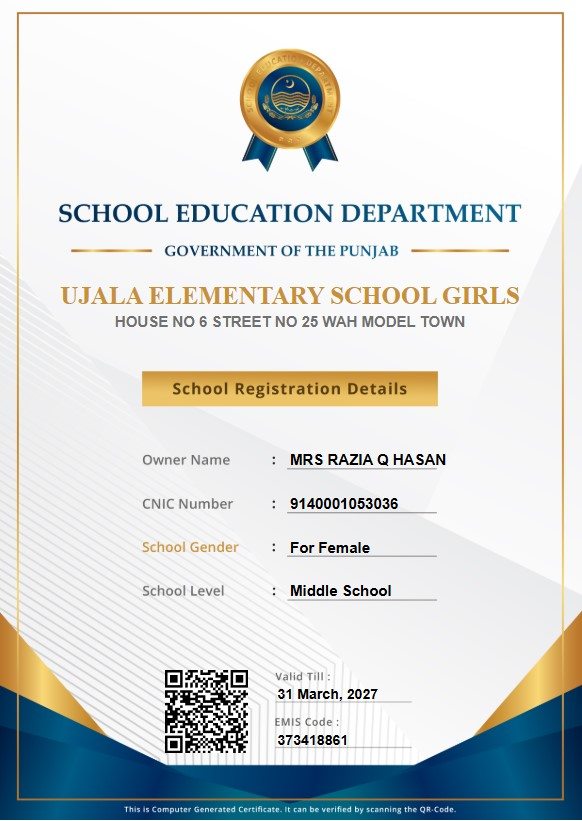 SCHOOL EDUCATION DEPARTMENT
SCHOOL EDUCATION DEPARTMENT
GOVERNMENT OF THE PUNJAB
UJALA ELEMENTARY SCHOOL GIRLS
HOUSE NO 6 STREET NO 25 WAH MODEL TOWN
School Registration Details
Owner Name : MRS RAZIA Q HASAN
CNIC Number : 9140001053036
School Gender : For Female
School Level : Middle School
Valid Till :
31 March, 2027
EMIS Code :
373418861
This is Computer Generated Certificate. It can be verified by scanning the QR-Code.